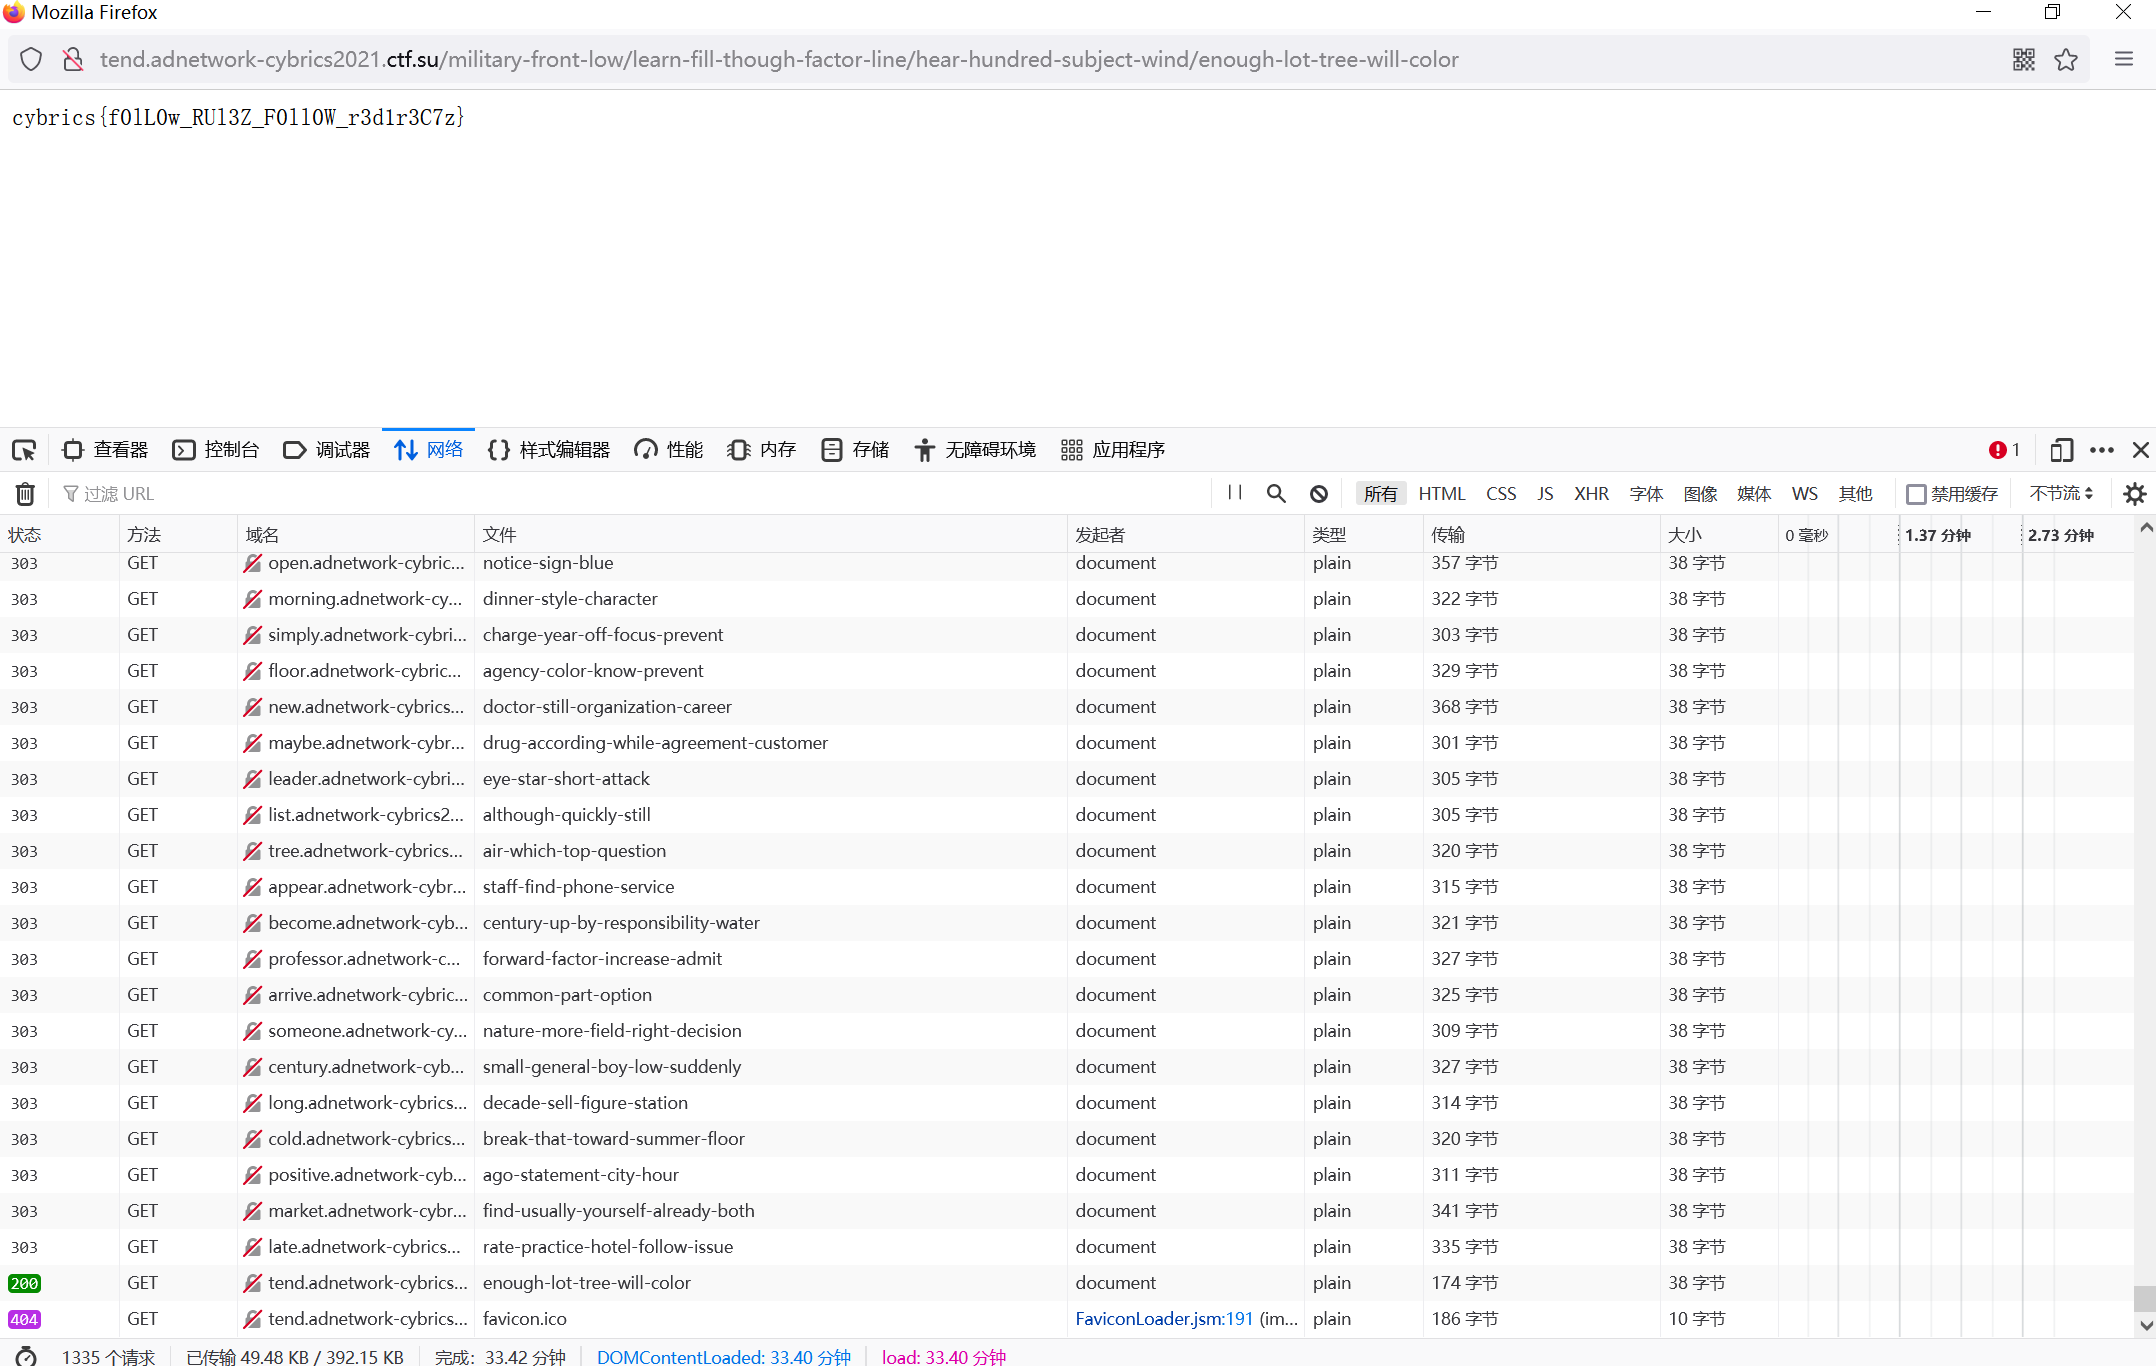 Mozilla Firefox
tend.adnetwork-cybrics2021.ctf.su/military-front-low/learn-fill-though-factor-line/hear-hundred-subject-wind/enough-lot-tree-will-color
cybrics{f0lL0w_RUl3Z_F0ll0W_r3d1r3C7z}
查看器 控制台 调试器 网络 {} 样式编辑器 性能 内存 存储 无障碍环境 应用程序 1
过滤 URL 所有 HTML CSS JS XHR 字体 图像 媒体 WS 其他 禁用缓存 不节流
状态 方法 域名 文件 发起者 类型 传输 大小 0 毫秒 1.37 分钟 2.73 分钟
303 GET open.adnetwork-cybric... notice-sign-blue document plain 357 字节 38 字节
303 GET morning.adnetwork-cy... dinner-style-character document plain 322 字节 38 字节
303 GET simply.adnetwork-cybri... charge-year-off-focus-prevent document plain 303 字节 38 字节
303 GET floor.adnetwork-cybric... agency-color-know-prevent document plain 329 字节 38 字节
303 GET new.adnetwork-cybrics... doctor-still-organization-career document plain 368 字节 38 字节
303 GET maybe.adnetwork-cybr... drug-according-while-agreement-customer document plain 301 字节 38 字节
303 GET leader.adnetwork-cybri... eye-star-short-attack document plain 305 字节 38 字节
303 GET list.adnetwork-cybrics2... although-quickly-still document plain 305 字节 38 字节
303 GET tree.adnetwork-cybrics... air-which-top-question document plain 320 字节 38 字节
303 GET appear.adnetwork-cybr... staff-find-phone-service document plain 315 字节 38 字节
303 GET become.adnetwork-cyb... century-up-by-responsibility-water document plain 321 字节 38 字节
303 GET professor.adnetwork-c... forward-factor-increase-admit document plain 327 字节 38 字节
303 GET arrive.adnetwork-cybric... common-part-option document plain 325 字节 38 字节
303 GET someone.adnetwork-cy... nature-more-field-right-decision document plain 309 字节 38 字节
303 GET century.adnetwork-cyb... small-general-boy-low-suddenly document plain 327 字节 38 字节
303 GET long.adnetwork-cybrics... decade-sell-figure-station document plain 314 字节 38 字节
303 GET cold.adnetwork-cybrics... break-that-toward-summer-floor document plain 320 字节 38 字节
303 GET positive.adnetwork-cyb... ago-statement-city-hour document plain 311 字节 38 字节
303 GET market.adnetwork-cybr... find-usually-yourself-already-both document plain 341 字节 38 字节
303 GET late.adnetwork-cybrics... rate-practice-hotel-follow-issue document plain 335 字节 38 字节
200 GET tend.adnetwork-cybrics... enough-lot-tree-will-color document plain 174 字节 38 字节
404 GET tend.adnetwork-cybrics... favicon.ico FaviconLoader.jsm:191 (im... plain 186 字节 10 字节
1335 个请求 已传输 49.48 KB / 392.15 KB 完成：33.42 分钟 DOMContentLoaded: 33.40 分钟 load: 33.40 分钟